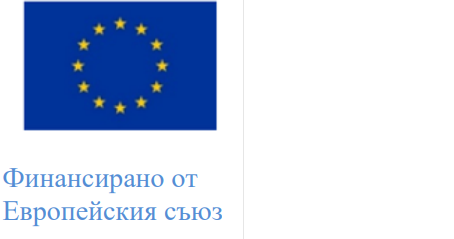 Финансирано от
Европейския съюз